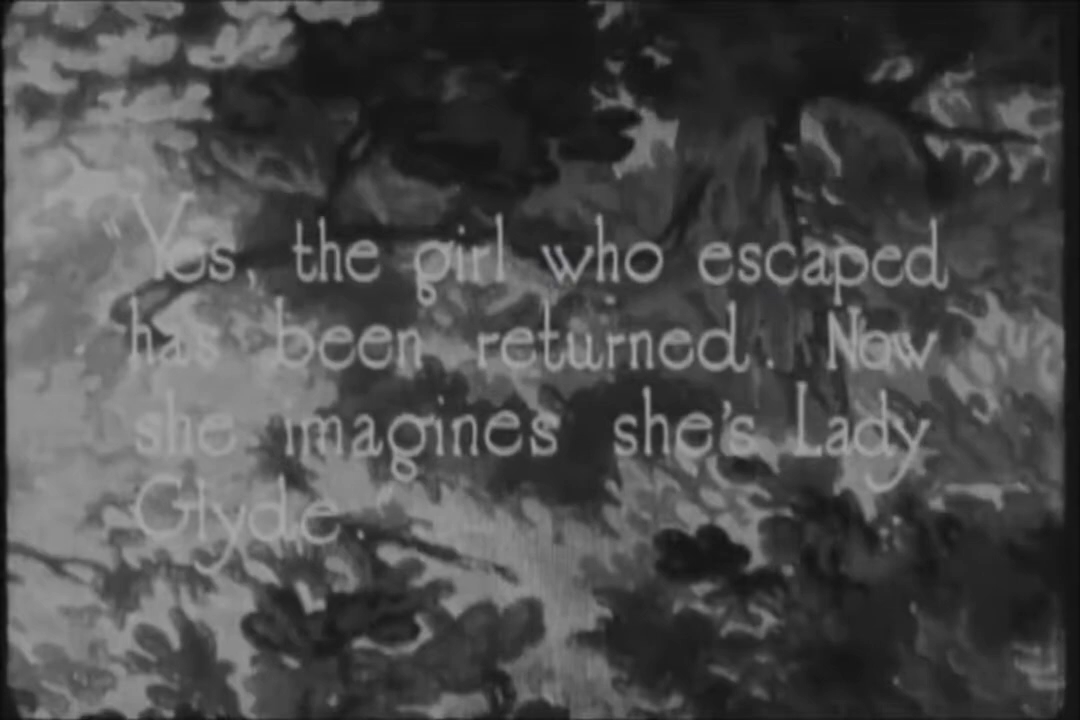 "Yes, the girl who escaped
has been returned. Now
she imagines she's Lady
Glyde."